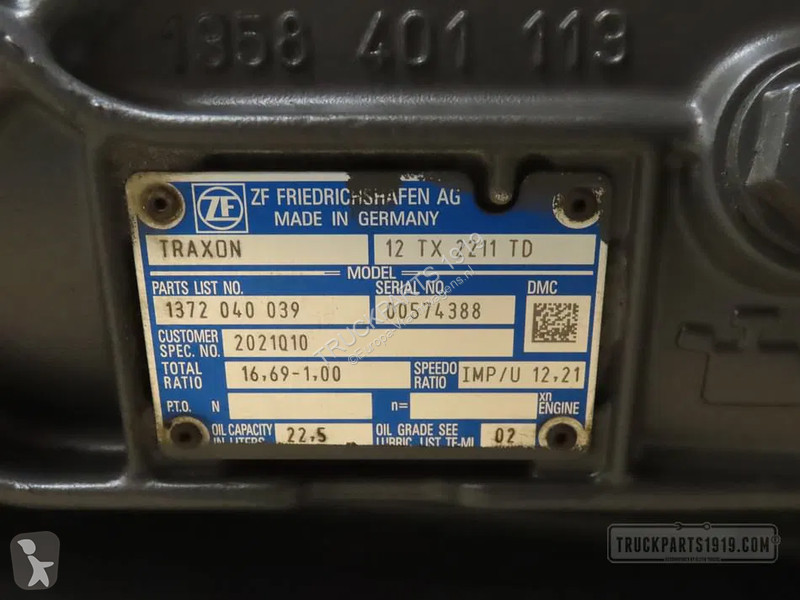 1358 401 119
ZF
ZF FRIEDRICHSHAFEN AG
MADE IN GERMANY
TRAXON 12 TX 2211 TD
MODEL
PARTS LIST NO. SERIAL NO. DMC
1372 040 039 00574388
CUSTOMER SPEC. NO. 2021Q10
TOTAL RATIO 16,69-1,00 SPEEDO RATIO IMP/U 12,21
P.T.O. N n= xn ENGINE
OIL CAPACITY IN LITERS 22,5 OIL GRADE SEE LUBRIC. LIST TE-ML 02
TRUCKPARTS 1919
TRUCKPARTS1919.COM